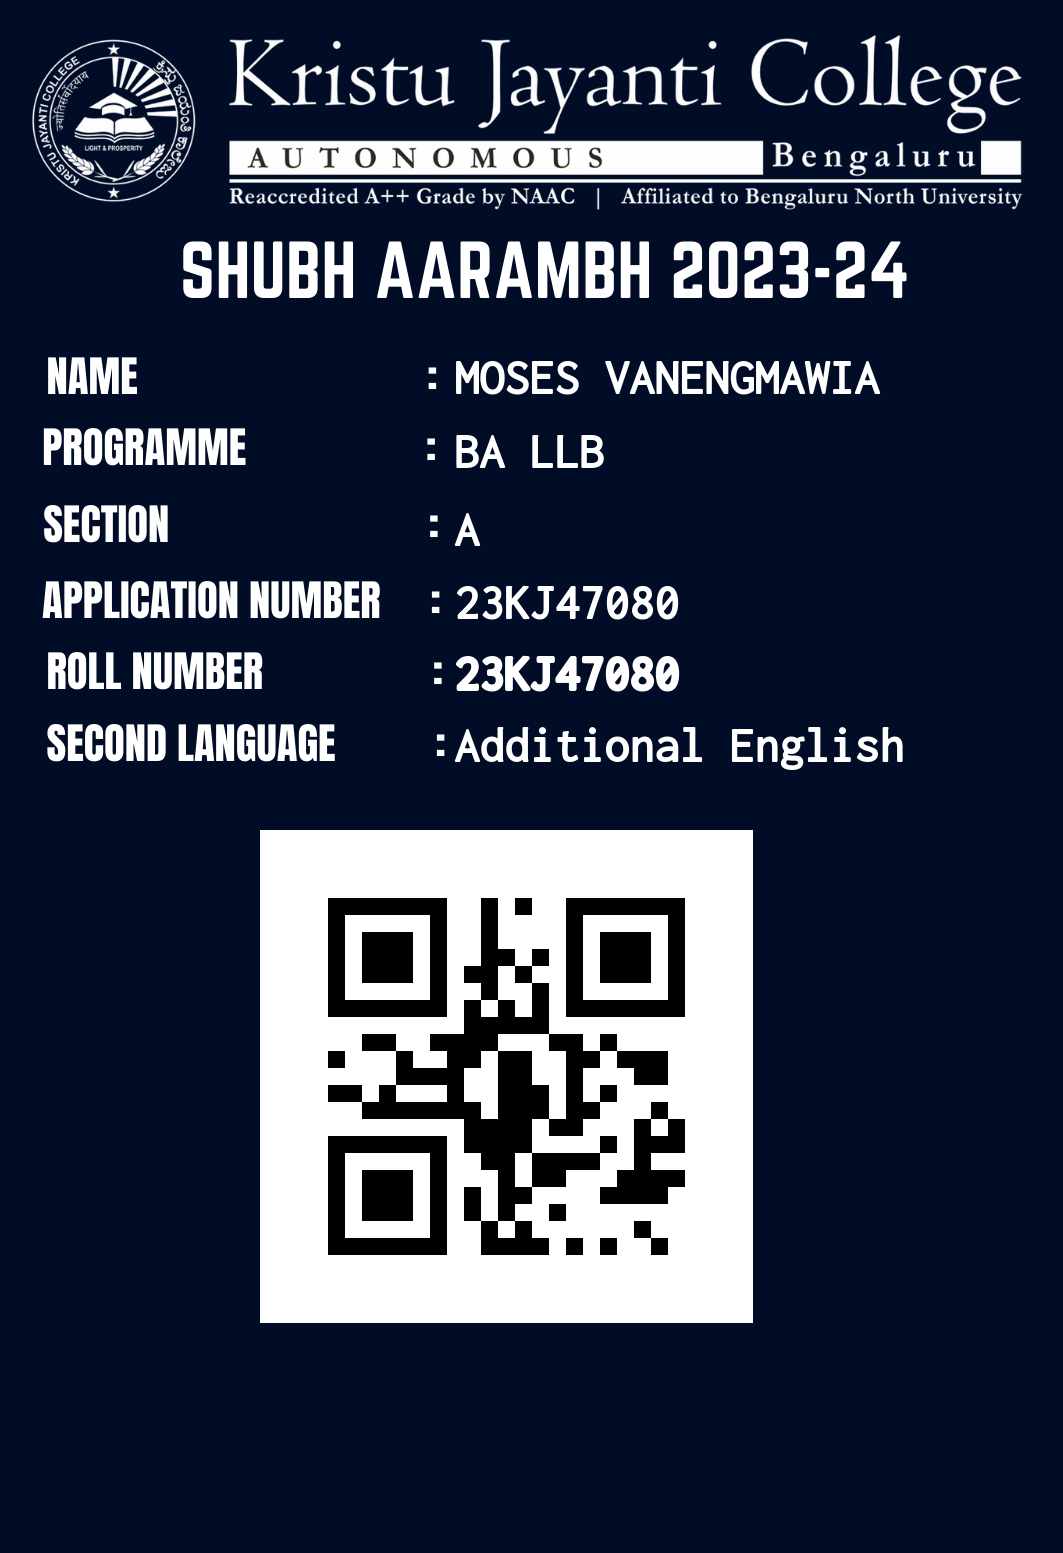 KRISTU JAYANTI COLLEGE
ಕ್ರಿಸ್ತು ಜಯಂತಿ ಕಾಲೇಜು
LIGHT & PROSPERITY
Kristu Jayanti College
AUTONOMOUS Bengaluru
Reaccredited A++ Grade by NAAC | Affiliated to Bengaluru North University
SHUBH AARAMBH 2023-24
NAME : MOSES VANENGMAWIA
PROGRAMME : BA LLB
SECTION : A
APPLICATION NUMBER : 23KJ47080
ROLL NUMBER : 23KJ47080
SECOND LANGUAGE : Additional English